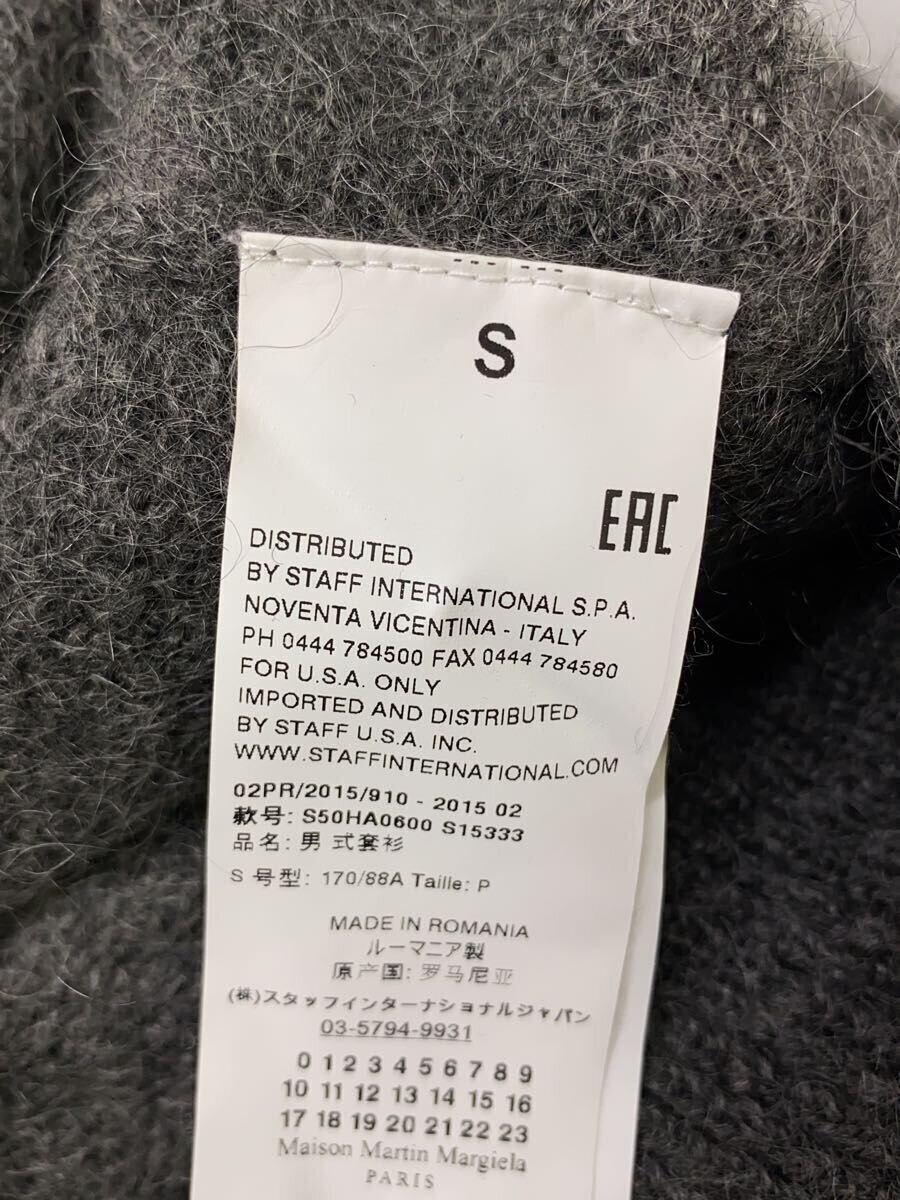 S
EAC
DISTRIBUTED
BY STAFF INTERNATIONAL S.P.A.
NOVENTA VICENTINA - ITALY
PH 0444 784500 FAX 0444 784580
FOR U.S.A. ONLY
IMPORTED AND DISTRIBUTED
BY STAFF U.S.A. INC.
WWW.STAFFINTERNATIONAL.COM
02PR/2015/910 - 2015 02
款号: S50HA0600 S15333
品名: 男 式套衫
S 号型: 170/88A Taille: P
MADE IN ROMANIA
ルーマニア製
原产国: 罗马尼亚
(株)スタッフインターナショナルジャパン
03-5794-9931
0 1 2 3 4 5 6 7 8 9
10 11 12 13 14 15 16
17 18 19 20 21 22 23
Maison Martin Margiela
PARIS